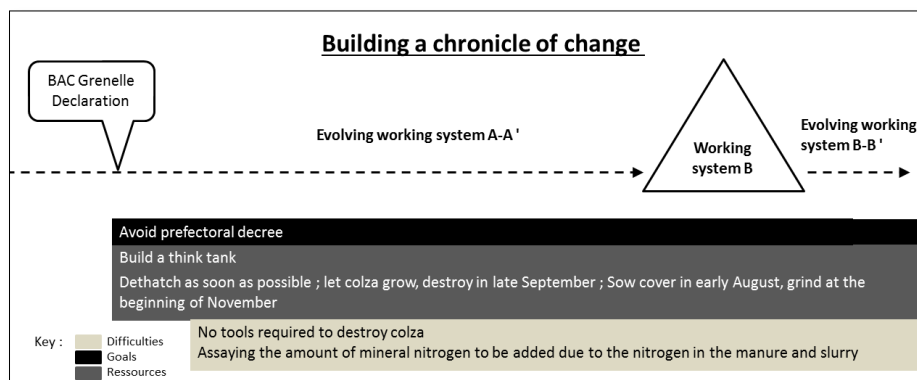 Building a chronicle of change
BAC Grenelle
Declaration
Evolving working system A-A '
Working
system B
Evolving working
system B-B '
Avoid prefectoral decree
Build a think tank
Dethatch as soon as possible ; let colza grow, destroy in late September ; Sow cover in early August, grind at the
beginning of November
No tools required to destroy colza
Assaying the amount of mineral nitrogen to be added due to the nitrogen in the manure and slurry
Key :
Difficulties
Goals
Ressources